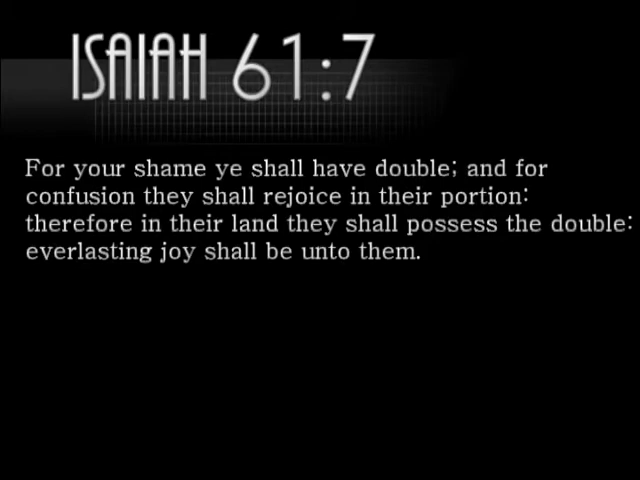 ISAIAH 61:7
For your shame ye shall have double; and for
confusion they shall rejoice in their portion:
therefore in their land they shall possess the double:
everlasting joy shall be unto them.